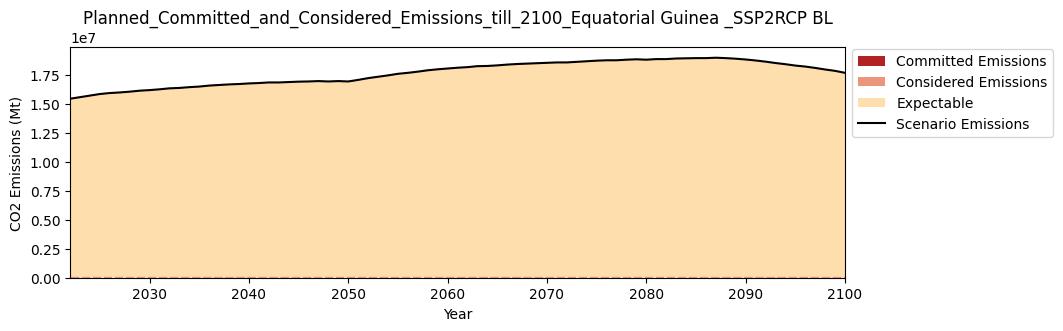 Planned_Committed_and_Considered_Emissions_till_2100_Equatorial Guinea _SSP2RCP BL
1e7
CO2 Emissions (Mt)
1.75
1.50
1.25
1.00
0.75
0.50
0.25
0.00
2030 2040 2050 2060 2070 2080 2090 2100
Year
Committed Emissions
Considered Emissions
Expectable
Scenario Emissions